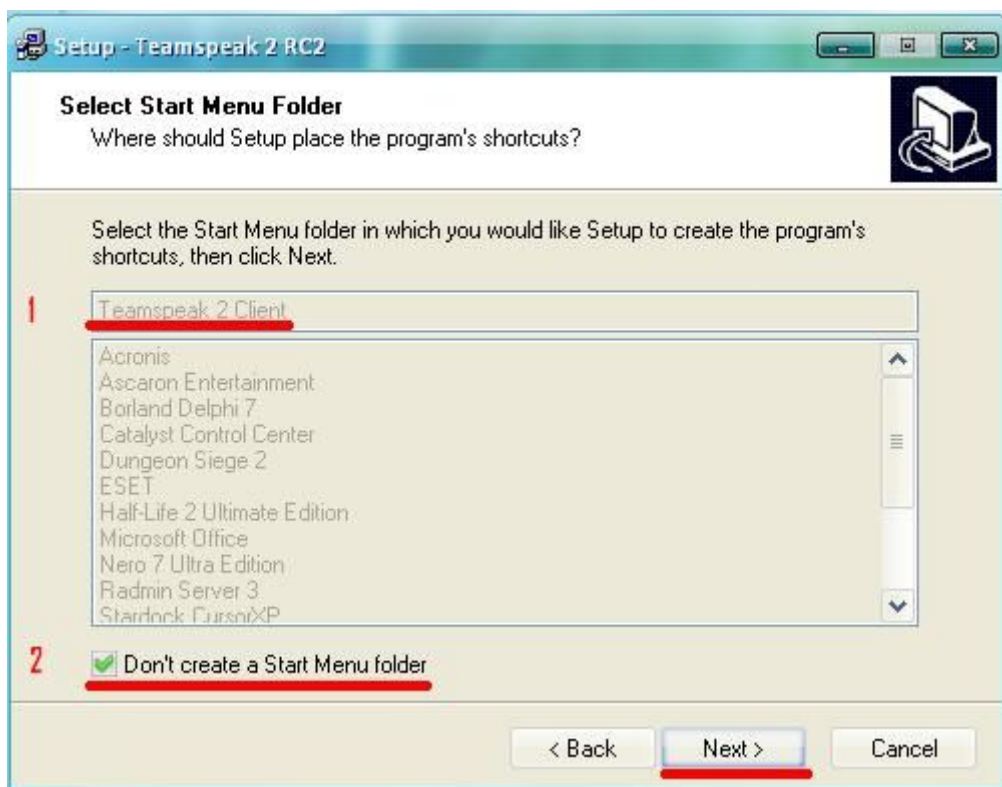 Setup - Teamspeak 2 RC2
Select Start Menu Folder
Where should Setup place the program's shortcuts?
Select the Start Menu folder in which you would like Setup to create the program's
shortcuts, then click Next.
1
Teamspeak 2 Client
Acronis
Ascaron Entertainment
Borland Delphi 7
Catalyst Control Center
Dungeon Siege 2
ESET
Half-Life 2 Ultimate Edition
Microsoft Office
Nero 7 Ultra Edition
Radmin Server 3
Stardock CursorXP
2
Don't create a Start Menu folder
< Back Next > Cancel